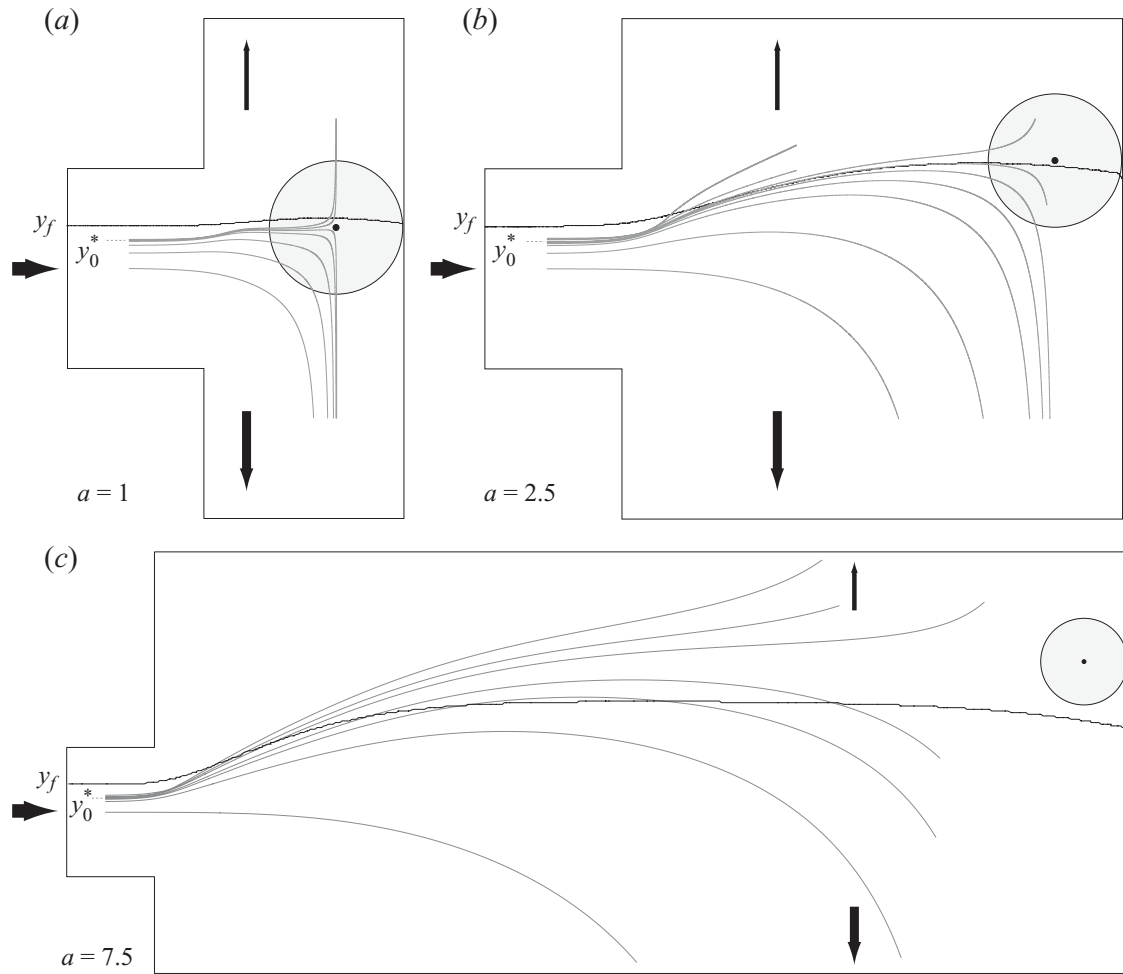 (a)
(b)
y_f
y_0^*
y_f
y_0^*
a = 1
a = 2.5
(c)
y_f
y_0^*
a = 7.5